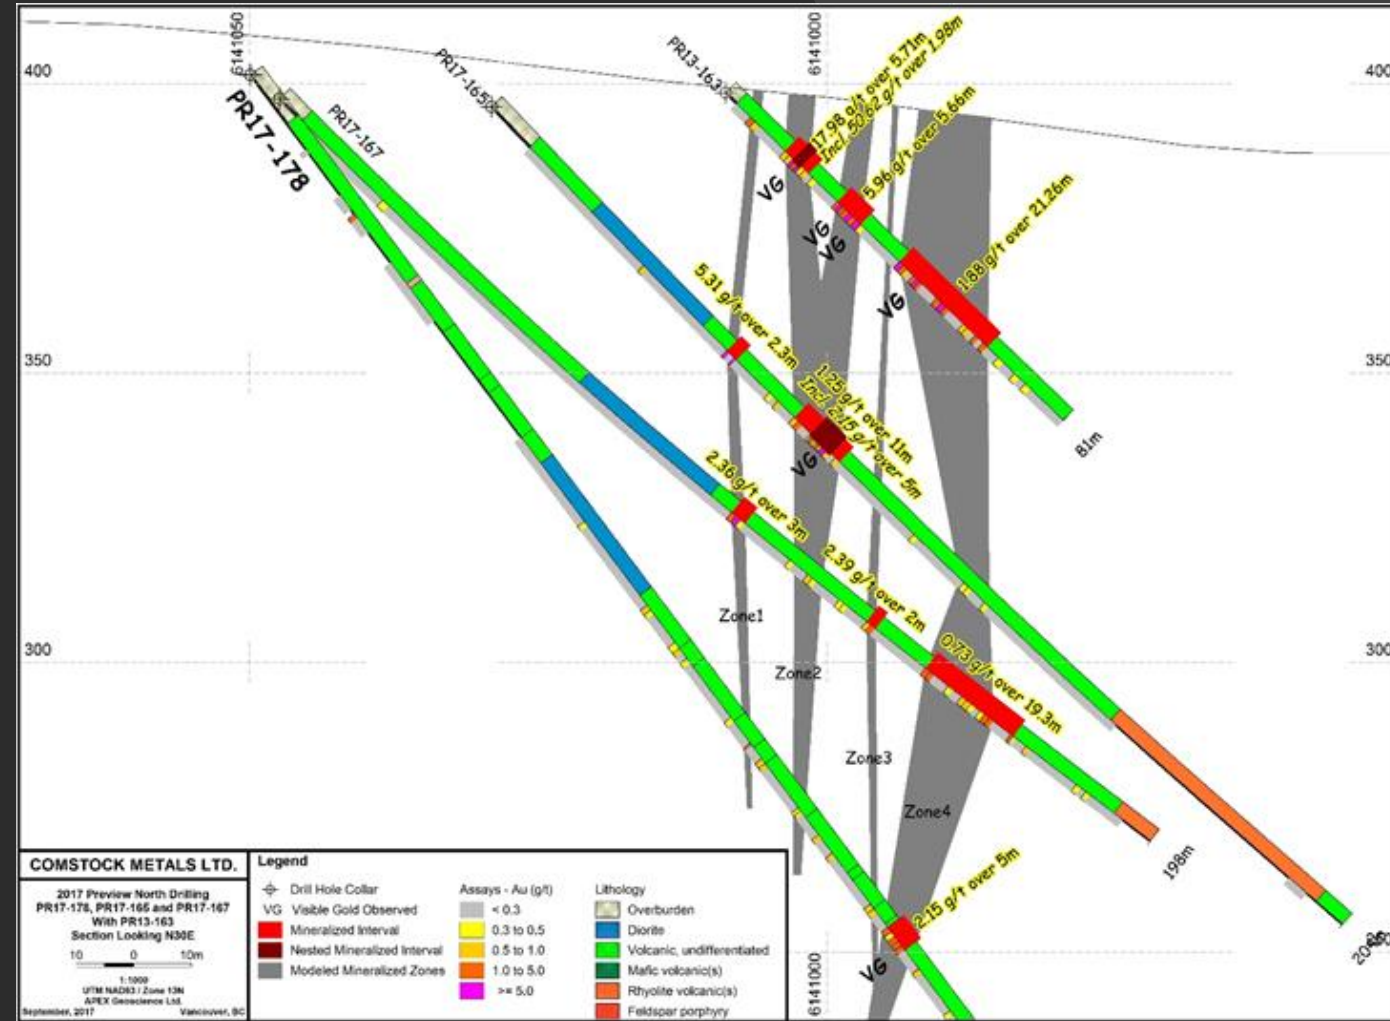 6141050
6141000
400
400
PR17-178
PR17-167
PR17-165
PR13-163
17.98 g/t over 5.71m
Incl. 50.62 g/t over 1.98m
5.96 g/t over 5.66m
1.88 g/t over 21.26m
VG
VG
VG
VG
81m
350
350
5.31 g/t over 2.3m
1.25 g/t over 11m
Incl. 2.15 g/t over 5m
VG
2.36 g/t over 3m
2.39 g/t over 2m
0.73 g/t over 19.3m
300
300
Zone1
Zone2
Zone3
Zone4
198m
2.15 g/t over 5m
VG
6141000
COMSTOCK METALS LTD.
2017 Preview North Drilling
PR17-178, PR17-165 and PR17-167
With PR13-163
Section Looking N30E
10 0 10m
1:1000
UTM NAD83 / Zone 13N
APEX Geoscience Ltd.
September, 2017 Vancouver, BC
Legend
Drill Hole Collar
VG Visible Gold Observed
Mineralized Interval
Nested Mineralized Interval
Modeled Mineralized Zones
Assays - Au (g/t)
< 0.3
0.3 to 0.5
0.5 to 1.0
1.0 to 5.0
>= 5.0
Lithology
Overburden
Diorite
Volcanic, undifferentiated
Mafic volcanic(s)
Rhyolite volcanic(s)
Feldspar porphyry